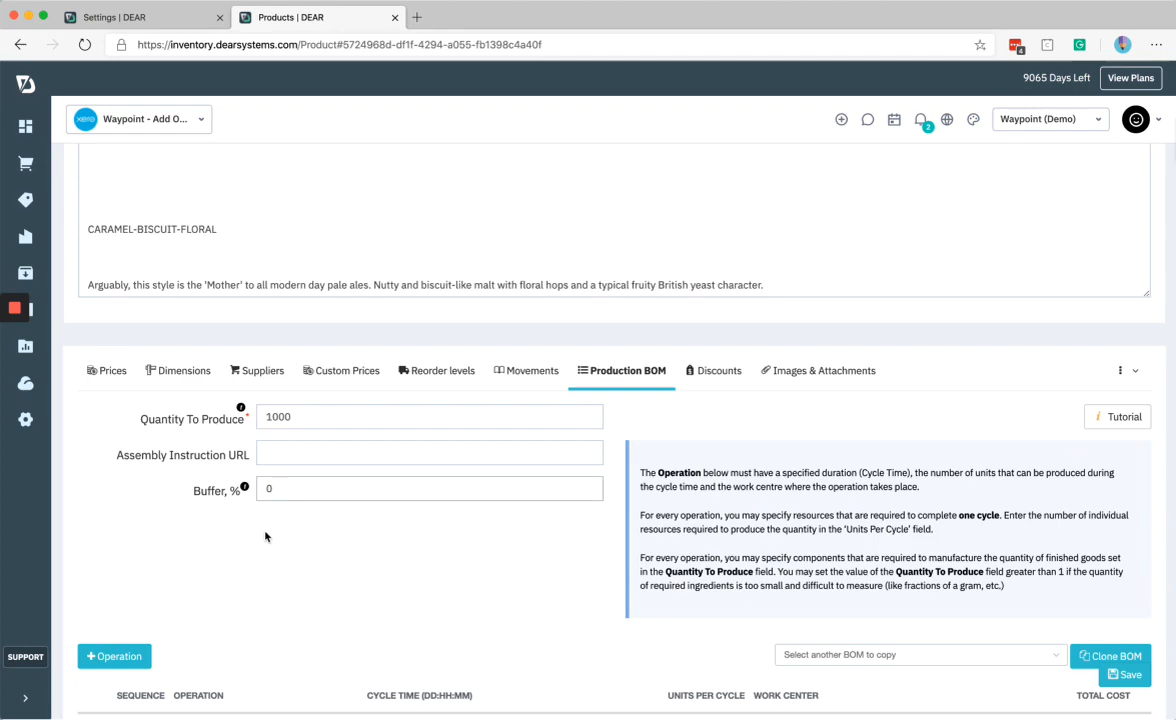 Settings | DEAR
Products | DEAR
https://inventory.dearsystems.com/Product#5724968d-df1f-4294-a055-fb1398c4a40f
4
9065 Days Left
View Plans
xero
Waypoint - Add O...
2
Waypoint (Demo)
CARAMEL-BISCUIT-FLORAL
Arguably, this style is the 'Mother' to all modern day pale ales. Nutty and biscuit-like malt with floral hops and a typical fruity British yeast character.
Prices
Dimensions
Suppliers
Custom Prices
Reorder levels
Movements
Production BOM
Discounts
Images & Attachments
Quantity To Produce*
1000
Tutorial
Assembly Instruction URL
Buffer, %
0
The Operation below must have a specified duration (Cycle Time), the number of units that can be produced during
the cycle time and the work centre where the operation takes place.
For every operation, you may specify resources that are required to complete one cycle. Enter the number of individual
resources required to produce the quantity in the 'Units Per Cycle' field.
For every operation, you may specify components that are required to manufacture the quantity of finished goods set
in the Quantity To Produce field. You may set the value of the Quantity To Produce field greater than 1 if the quantity
of required ingredients is too small and difficult to measure (like fractions of a gram, etc.)
SUPPORT
+ Operation
Select another BOM to copy
Clone BOM
Save
SEQUENCE OPERATION CYCLE TIME (DD:HH:MM) UNITS PER CYCLE WORK CENTER TOTAL COST